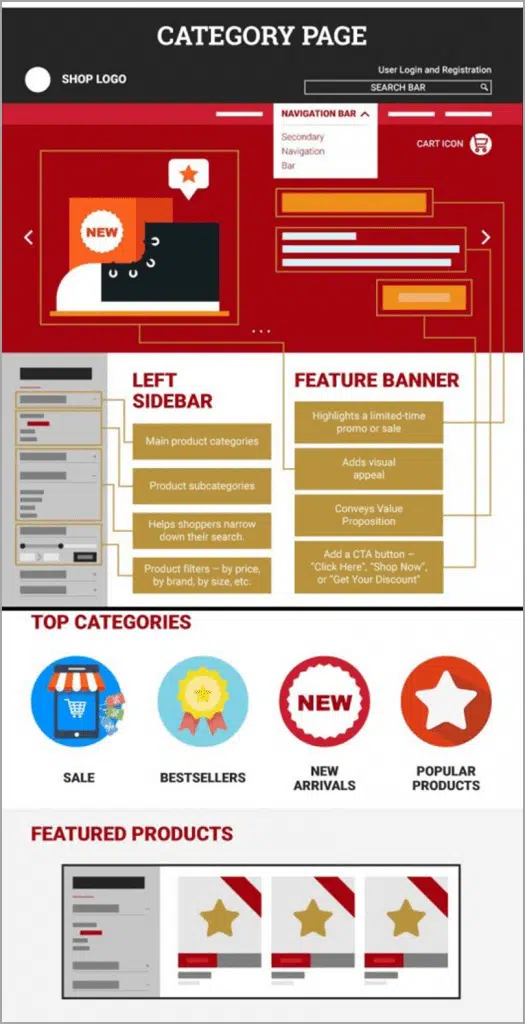 CATEGORY PAGE
SHOP LOGO
User Login and Registration
SEARCH BAR
NAVIGATION BAR
Secondary
Navigation
Bar
CART ICON
NEW
LEFT
SIDEBAR
Main product categories
Product subcategories
Helps shoppers narrow
down their search.
Product filters – by price,
by brand, by size, etc.
FEATURE BANNER
Highlights a limited-time
promo or sale
Adds visual
appeal
Conveys Value
Proposition
Add a CTA button –
"Click Here", "Shop Now",
or "Get Your Discount"
TOP CATEGORIES
SALE
BESTSELLERS
NEW
NEW
ARRIVALS
POPULAR
PRODUCTS
FEATURED PRODUCTS